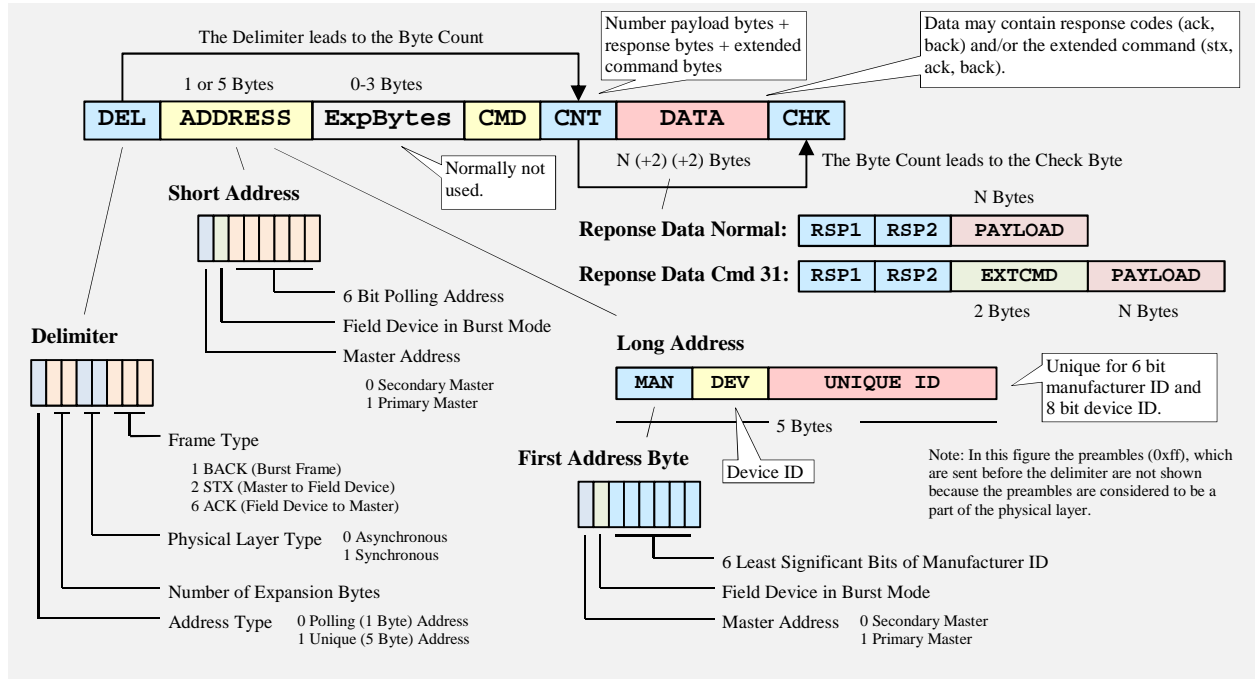 The Delimiter leads to the Byte Count
Number payload bytes +
response bytes + extended
command bytes
Data may contain response codes (ack,
back) and/or the extended command (stx,
ack, back).
1 or 5 Bytes
0-3 Bytes
DEL ADDRESS ExpBytes CMD CNT DATA CHK
Normally not
used.
N (+2) (+2) Bytes
The Byte Count leads to the Check Byte
Short Address
6 Bit Polling Address
Field Device in Burst Mode
Master Address
0 Secondary Master
1 Primary Master
N Bytes
Reponse Data Normal: RSP1 RSP2 PAYLOAD
Reponse Data Cmd 31: RSP1 RSP2 EXTCMD PAYLOAD
2 Bytes N Bytes
Delimiter
Frame Type
1 BACK (Burst Frame)
2 STX (Master to Field Device)
6 ACK (Field Device to Master)
Physical Layer Type 0 Asynchronous
1 Synchronous
Number of Expansion Bytes
Address Type 0 Polling (1 Byte) Address
1 Unique (5 Byte) Address
Long Address
MAN DEV UNIQUE ID
Unique for 6 bit
manufacturer ID and
8 bit device ID.
5 Bytes
Device ID
First Address Byte
6 Least Significant Bits of Manufacturer ID
Field Device in Burst Mode
Master Address 0 Secondary Master
1 Primary Master
Note: In this figure the preambles (0xff), which
are sent before the delimiter are not shown
because the preambles are considered to be a
part of the physical layer.